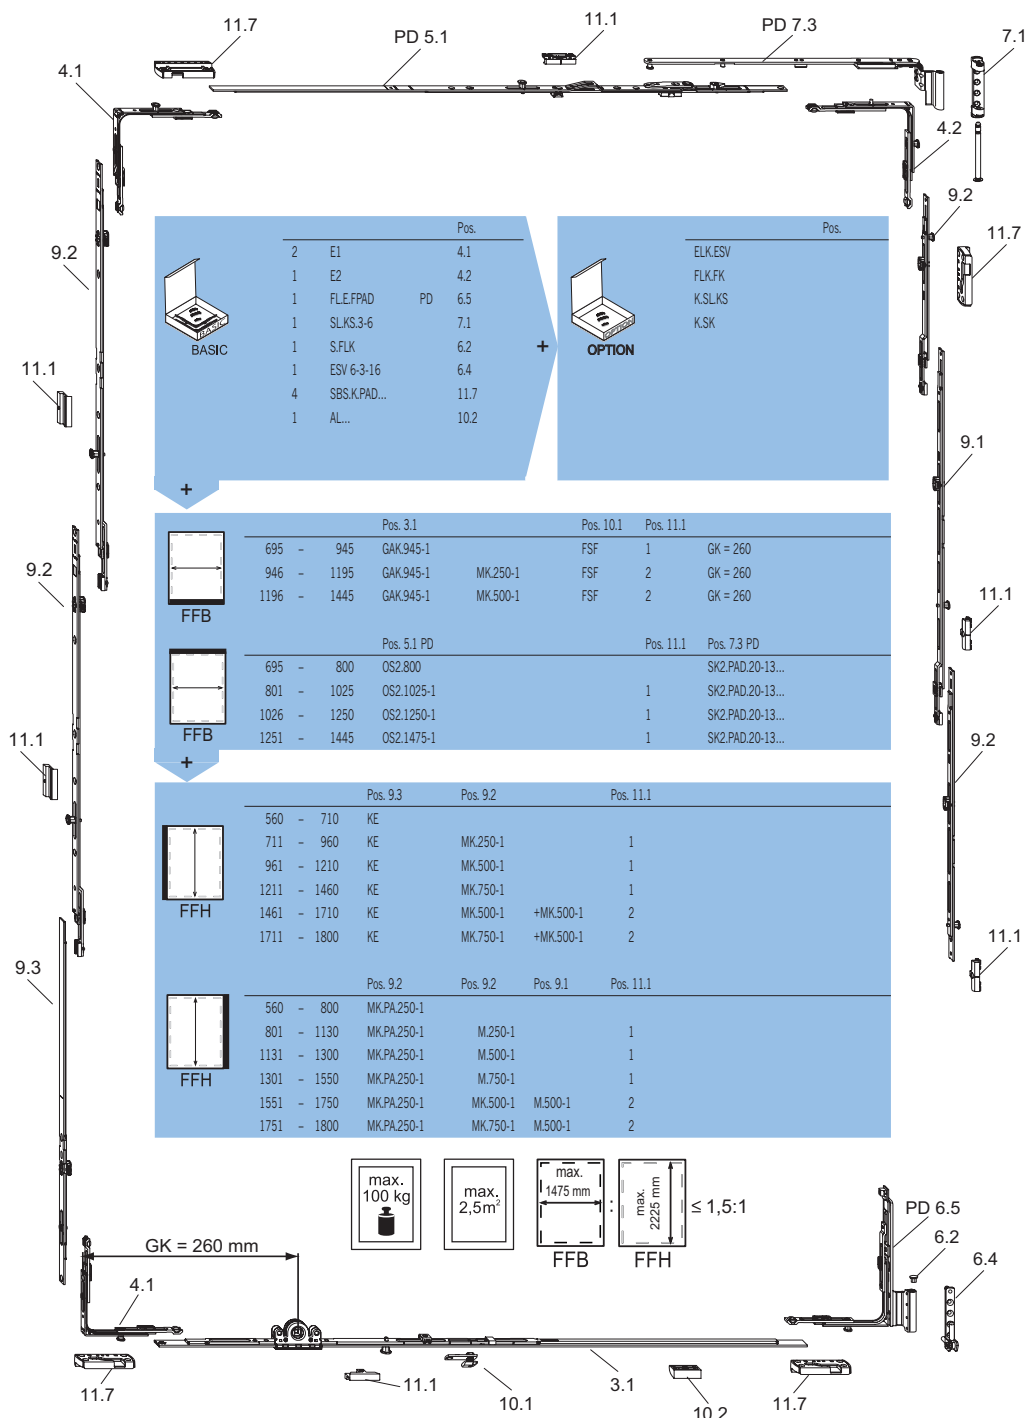 11.7
PD 5.1
11.1
PD 7.3
7.1
4.1
4.2
9.2
9.2
11.7
Pos.
2 E1 4.1
1 E2 4.2
1 FL.E.FPAD PD 6.5
1 SL.KS.3-6 7.1
1 S.FLK 6.2
1 ESV 6-3-16 6.4
4 SBS.K.PAD... 11.7
1 AL... 10.2
BASIC
BASIC
+
Pos.
ELK.ESV
FLK.FK
K.SL.KS
K.SK
OPTION
OPTION
11.1
9.1
+
Pos. 3.1 Pos. 10.1 Pos. 11.1
695 – 945 GAK.945-1 FSF 1 GK = 260
946 – 1195 GAK.945-1 MK.250-1 FSF 2 GK = 260
1196 – 1445 GAK.945-1 MK.500-1 FSF 2 GK = 260
FFB
9.2
11.1
Pos. 5.1 PD Pos. 11.1 Pos. 7.3 PD
695 – 800 OS2.800 SK2.PAD.20-13...
801 – 1025 OS2.1025-1 1 SK2.PAD.20-13...
1026 – 1250 OS2.1250-1 1 SK2.PAD.20-13...
1251 – 1445 OS2.1475-1 1 SK2.PAD.20-13...
FFB
11.1
9.2
+
Pos. 9.3 Pos. 9.2 Pos. 11.1
560 – 710 KE
711 – 960 KE MK.250-1 1
961 – 1210 KE MK.500-1 1
1211 – 1460 KE MK.750-1 1
1461 – 1710 KE MK.500-1 +MK.500-1 2
1711 – 1800 KE MK.750-1 +MK.500-1 2
FFH
9.3
11.1
Pos. 9.2 Pos. 9.2 Pos. 9.1 Pos. 11.1
560 – 800 MK.PA.250-1
801 – 1130 MK.PA.250-1 M.250-1 1
1131 – 1300 MK.PA.250-1 M.500-1 1
1301 – 1550 MK.PA.250-1 M.750-1 1
1551 – 1750 MK.PA.250-1 MK.500-1 M.500-1 2
1751 – 1800 MK.PA.250-1 MK.750-1 M.500-1 2
FFH
max.
100 kg
max.
2,5m²
max.
1475 mm
FFB
:
max.
2225 mm
FFH
≤ 1,5:1
PD 6.5
6.2
6.4
GK = 260 mm
4.1
11.7
11.1
10.1
3.1
10.2
11.7